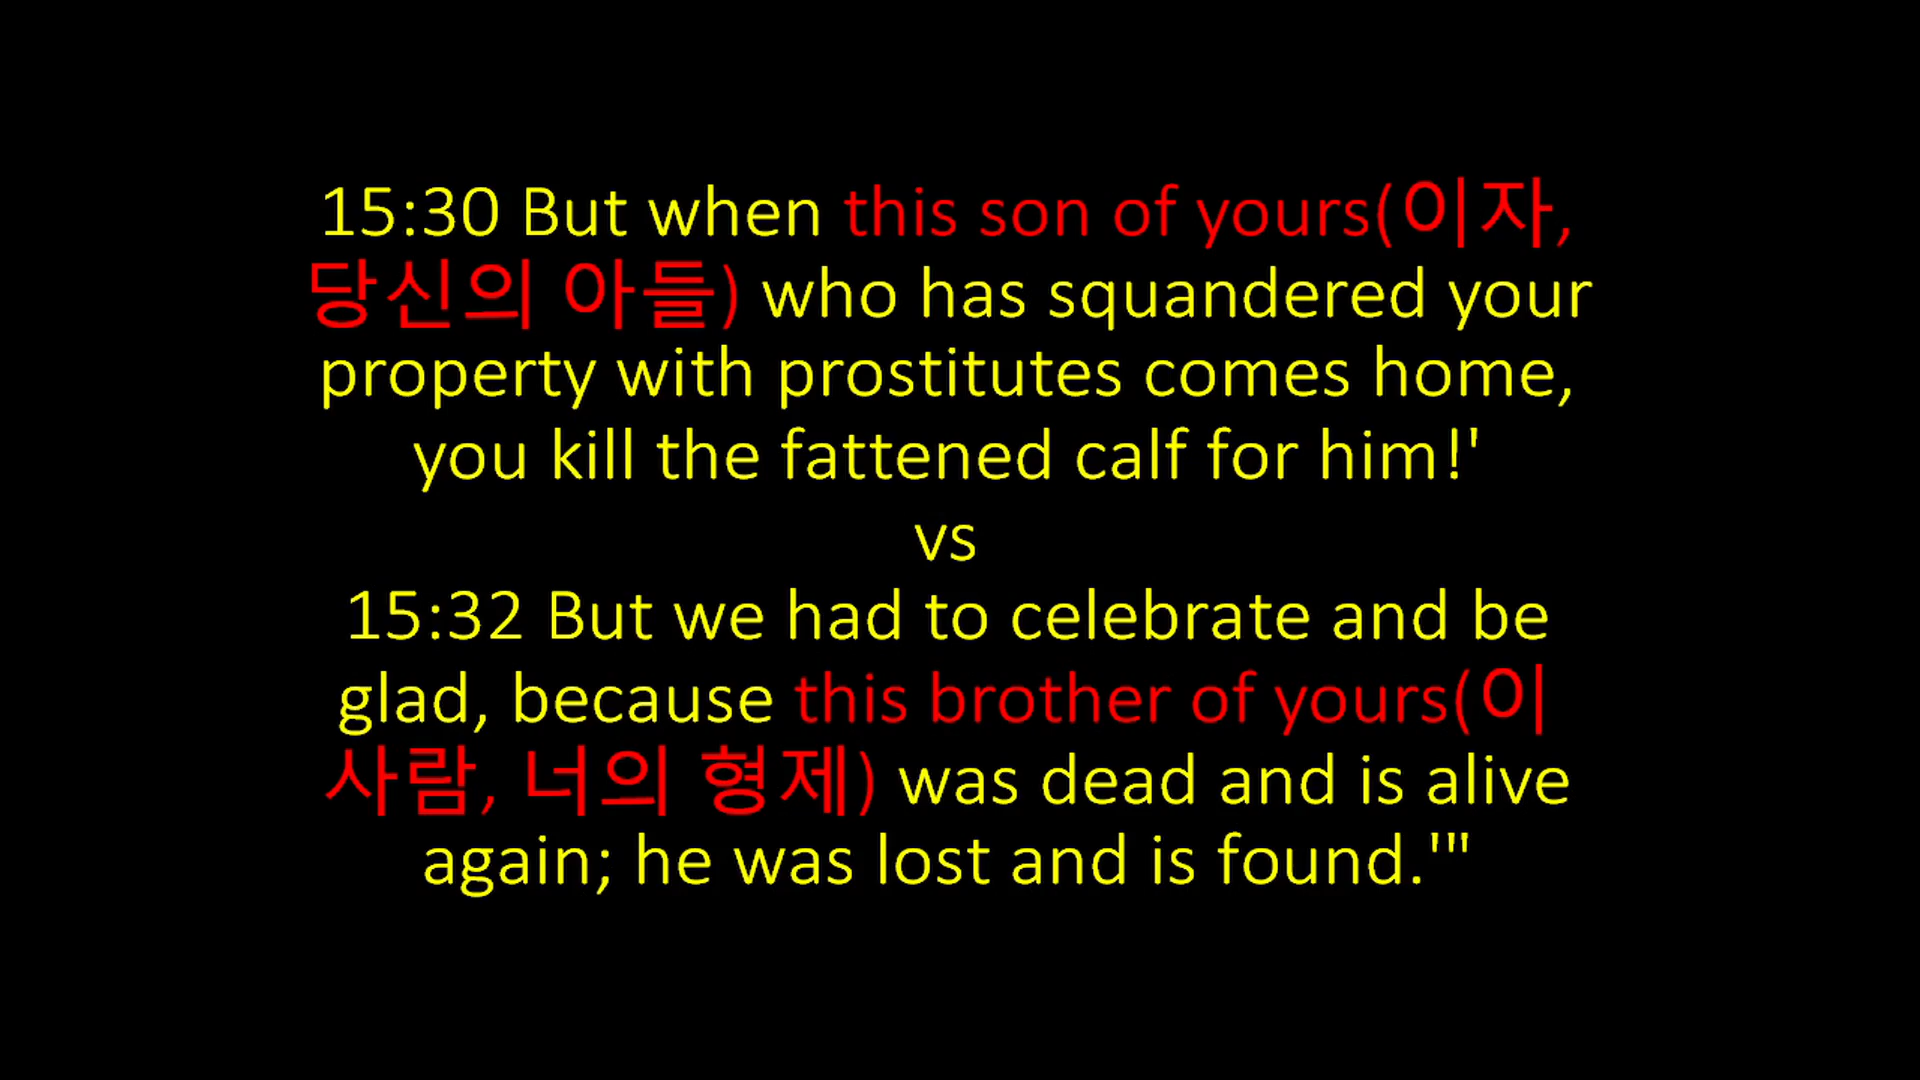 15:30 But when this son of yours(이자,
당신의 아들) who has squandered your
property with prostitutes comes home,
you kill the fattened calf for him!'
vs
15:32 But we had to celebrate and be
glad, because this brother of yours(이
사람, 너의 형제) was dead and is alive
again; he was lost and is found.'"